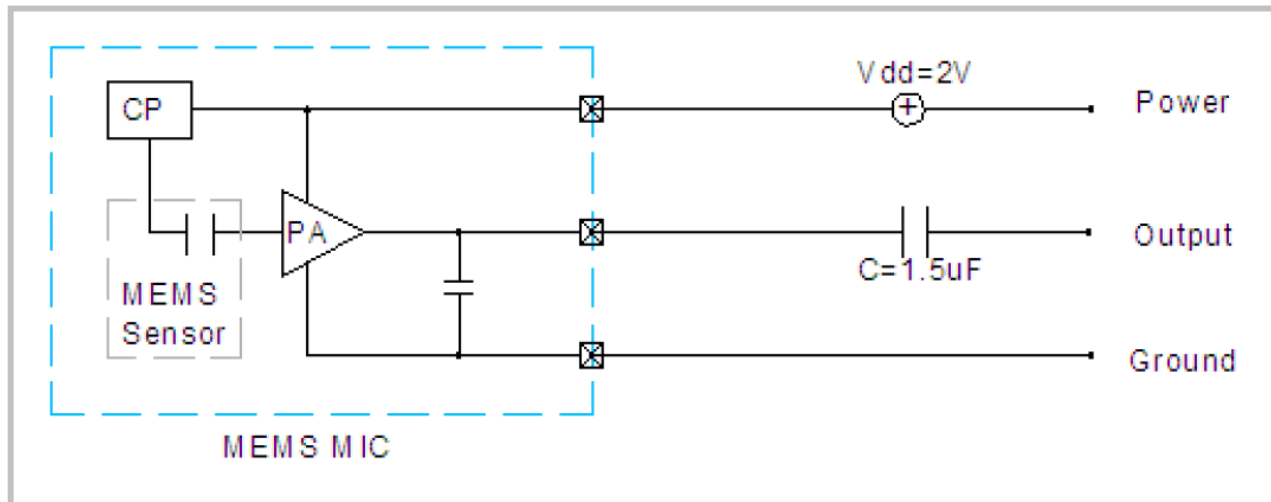 Vdd=2V
CP
Power
PA
Output
C=1.5uF
MEMS
Sensor
Ground
MEMS MIC